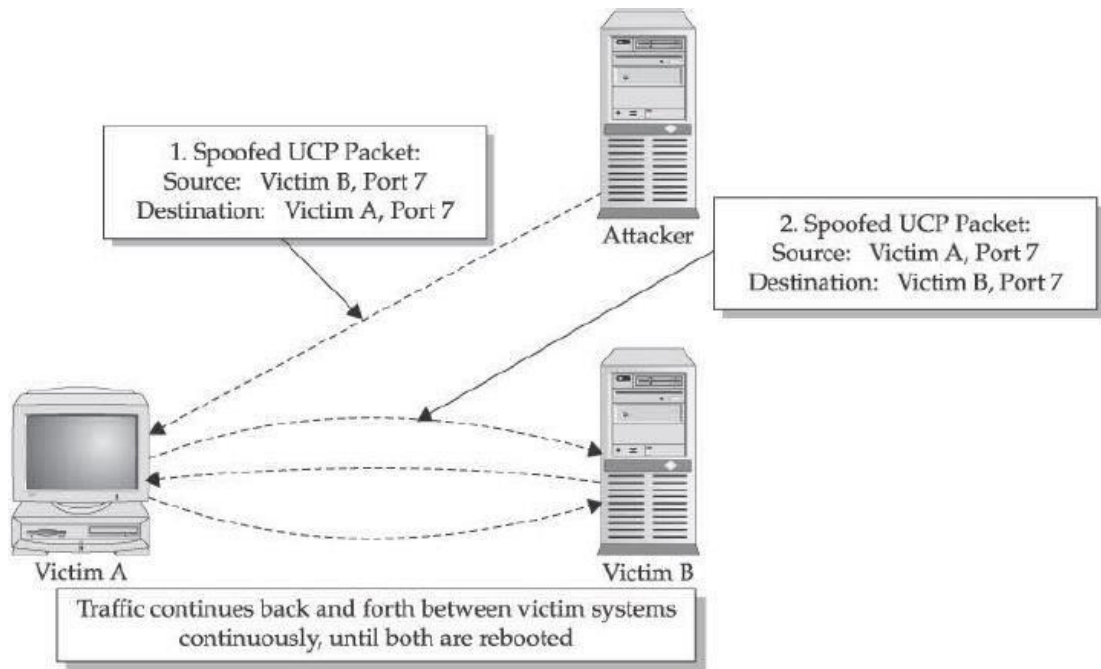 1. Spoofed UCP Packet:
Source: Victim B, Port 7
Destination: Victim A, Port 7
Attacker
2. Spoofed UCP Packet:
Source: Victim A, Port 7
Destination: Victim B, Port 7
Victim A
Victim B
Traffic continues back and forth between victim systems
continuously, until both are rebooted